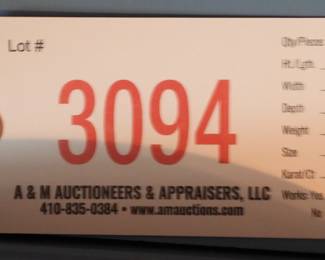 Lot #
3094
A & M AUCTIONEERS & APPRAISERS, LLC
410-835-0384 • www.amauctions.com
Qty/Pieces
Ht./Lgth
Width
Depth
Weight
Size
Karat/Ct
Works: Yes
No